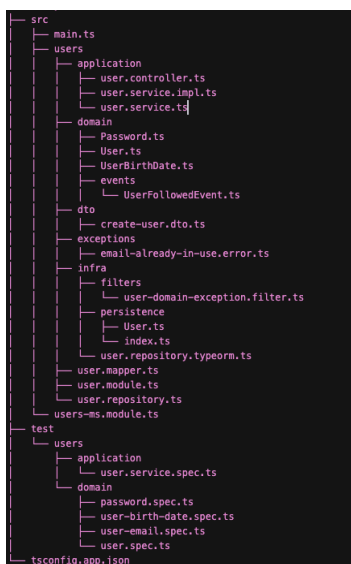 ├── src
│   ├── main.ts
│   ├── users
│   │   ├── application
│   │   │   ├── user.controller.ts
│   │   │   ├── user.service.impl.ts
│   │   │   └── user.service.ts
│   │   ├── domain
│   │   │   ├── Password.ts
│   │   │   ├── User.ts
│   │   │   ├── UserBirthDate.ts
│   │   │   ├── events
│   │   │   │   └── UserFollowedEvent.ts
│   │   ├── dto
│   │   │   └── create-user.dto.ts
│   │   ├── exceptions
│   │   │   └── email-already-in-use.error.ts
│   │   ├── infra
│   │   │   ├── filters
│   │   │   │   └── user-domain-exception.filter.ts
│   │   │   ├── persistence
│   │   │   │   ├── User.ts
│   │   │   │   └── index.ts
│   │   │   └── user.repository.typeorm.ts
│   │   ├── user.mapper.ts
│   │   ├── user.module.ts
│   │   └── user.repository.ts
│   └── users-ms.module.ts
├── test
│   └── users
│       ├── application
│       │   └── user.service.spec.ts
│       └── domain
│           ├── password.spec.ts
│           ├── user-birth-date.spec.ts
│           ├── user-email.spec.ts
│           └── user.spec.ts
└── tsconfig.app.json